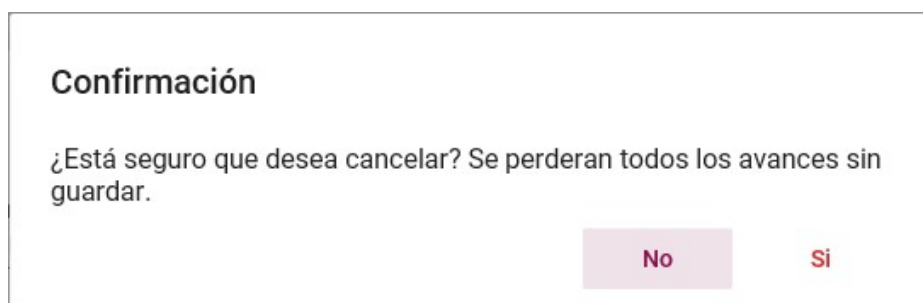 Confirmación
¿Está seguro que desea cancelar? Se perderan todos los avances sin
guardar.
No Si